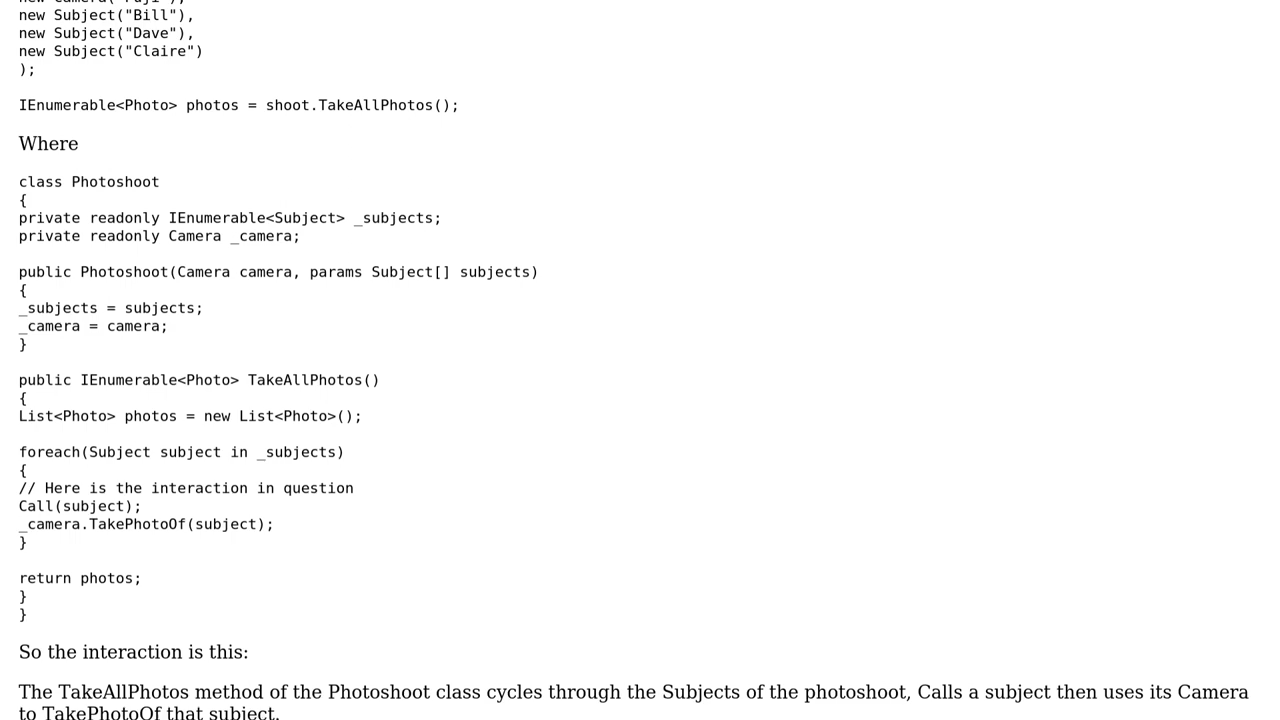 new Camera("Fuji"),
new Subject("Bill"),
new Subject("Dave"),
new Subject("Claire")
);
IEnumerable<Photo> photos = shoot.TakeAllPhotos();
Where
class Photoshoot
{
private readonly IEnumerable<Subject> _subjects;
private readonly Camera _camera;
public Photoshoot(Camera camera, params Subject[] subjects)
{
_subjects = subjects;
_camera = camera;
}
public IEnumerable<Photo> TakeAllPhotos()
{
List<Photo> photos = new List<Photo>();
foreach(Subject subject in _subjects)
{
// Here is the interaction in question
Call(subject);
_camera.TakePhotoOf(subject);
}
return photos;
}
}
So the interaction is this:
The TakeAllPhotos method of the Photoshoot class cycles through the Subjects of the photoshoot, Calls a subject then uses its Camera
to TakePhotoOf that subject.